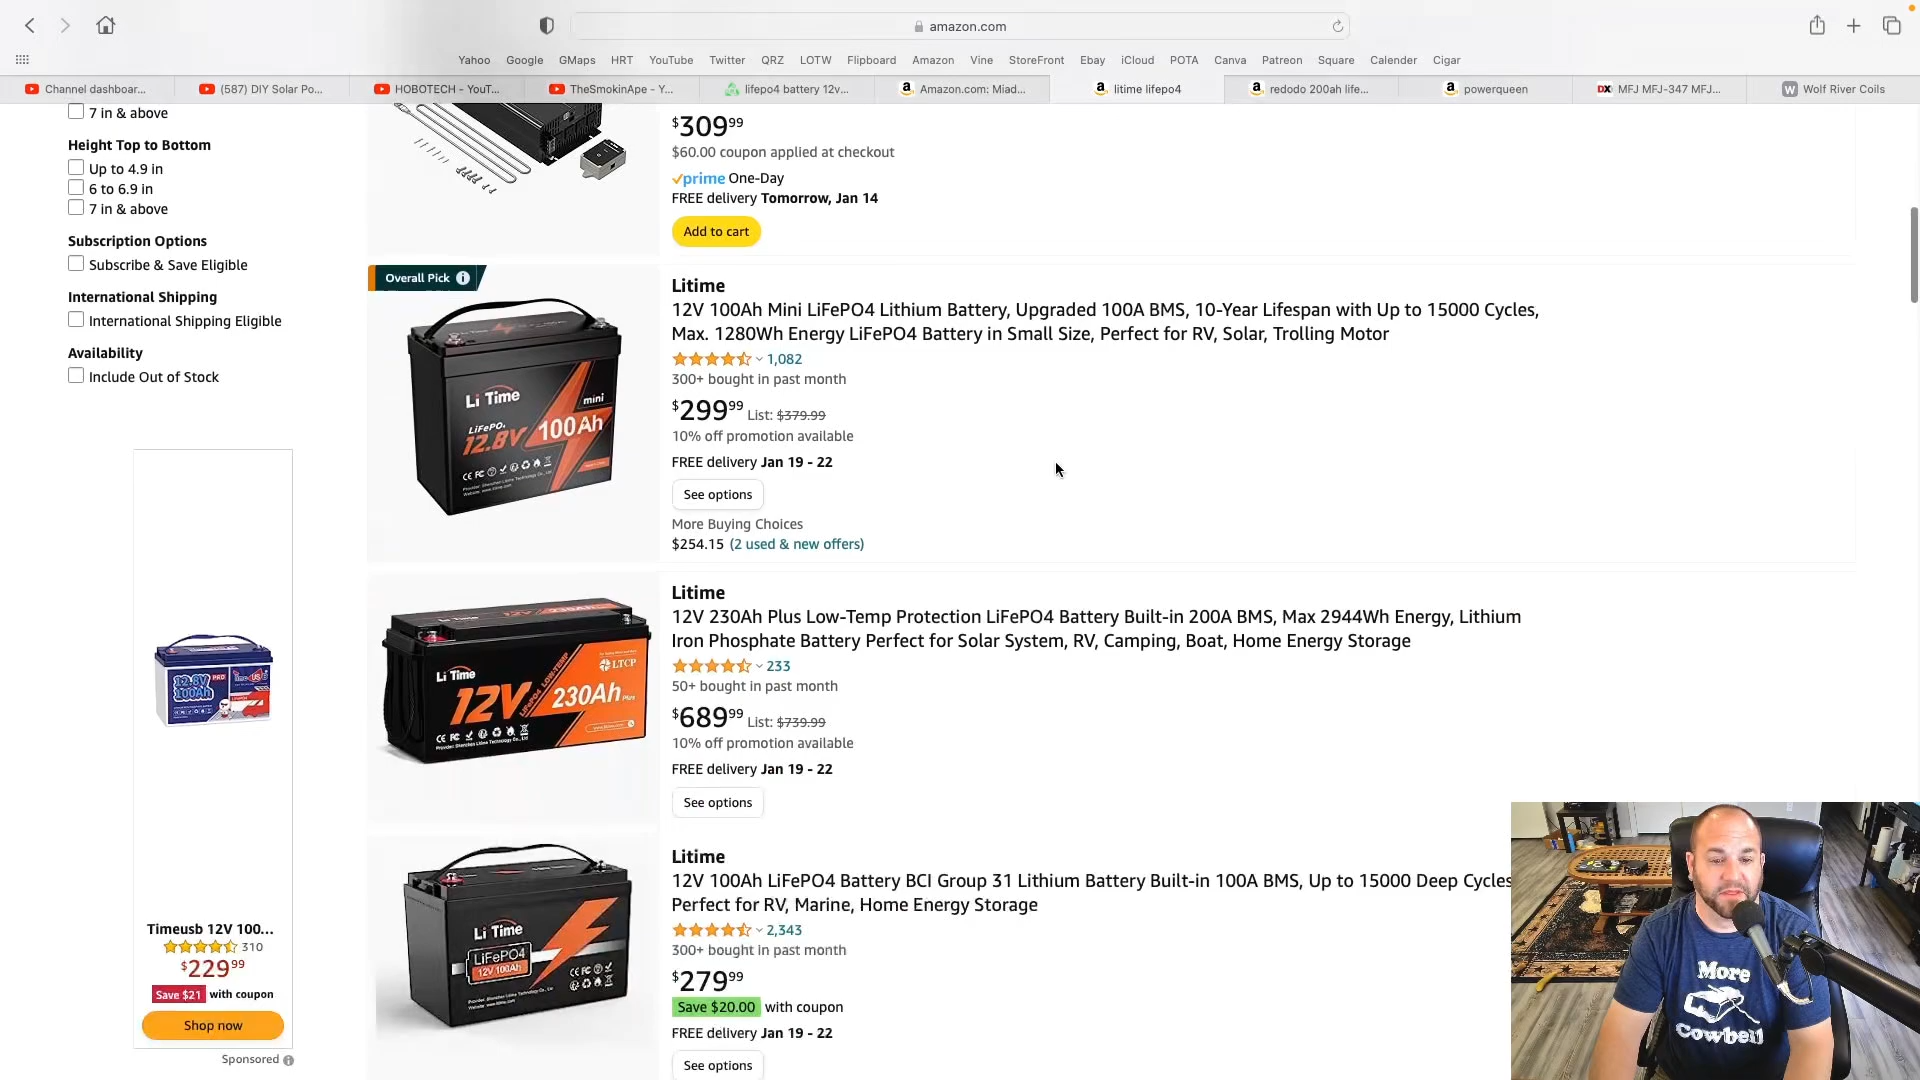 amazon.com
Yahoo Google GMaps HRT YouTube Twitter QRZ LOTW Flipboard Amazon Vine StoreFront Ebay iCloud POTA Canva Patreon Square Calender Cigar
Channel dashboar... (587) DIY Solar Po... HOBOTECH - YouT... TheSmokinApe - Y... lifepo4 battery 12v... Amazon.com: Miad... litime lifepo4 redodo 200ah life... powerqueen DX MFJ MFJ-347 MFJ... W Wolf River Coils
7 in & above
Height Top to Bottom
Up to 4.9 in
6 to 6.9 in
7 in & above
Subscription Options
Subscribe & Save Eligible
International Shipping
International Shipping Eligible
Availability
Include Out of Stock
12.8V 100Ah PRO
Timeusb 12V 100...
310
$229.99
Save $21 with coupon
Shop now
Sponsored
$309.99
$60.00 coupon applied at checkout
prime One-Day
FREE delivery Tomorrow, Jan 14
Add to cart
Overall Pick
Li Time
mini
LiFePO4
12.8V 100Ah
Litime
12V 100Ah Mini LiFePO4 Lithium Battery, Upgraded 100A BMS, 10-Year Lifespan with Up to 15000 Cycles,
Max. 1280Wh Energy LiFePO4 Battery in Small Size, Perfect for RV, Solar, Trolling Motor
1,082
300+ bought in past month
$299.99 List: $379.99
10% off promotion available
FREE delivery Jan 19 - 22
See options
More Buying Choices
$254.15 (2 used & new offers)
Li Time
LTCP
12V LiFePO4 LOW-TEMP 230Ah Plus
Litime
12V 230Ah Plus Low-Temp Protection LiFePO4 Battery Built-in 200A BMS, Max 2944Wh Energy, Lithium
Iron Phosphate Battery Perfect for Solar System, RV, Camping, Boat, Home Energy Storage
233
50+ bought in past month
$689.99 List: $739.99
10% off promotion available
FREE delivery Jan 19 - 22
See options
Li Time
LiFePO4
12V 100Ah
Litime
12V 100Ah LiFePO4 Battery BCI Group 31 Lithium Battery Built-in 100A BMS, Up to 15000 Deep Cycles
Perfect for RV, Marine, Home Energy Storage
2,343
300+ bought in past month
$279.99
Save $20.00 with coupon
FREE delivery Jan 19 - 22
See options
More
Cowbell